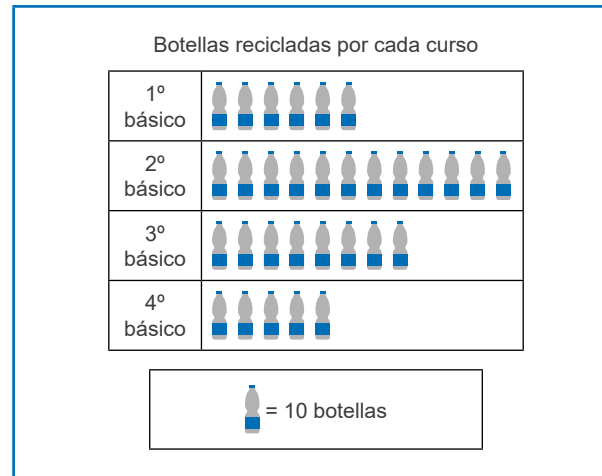 Botellas recicladas por cada curso
1º
básico
2º
básico
3º
básico
4º
básico
= 10 botellas